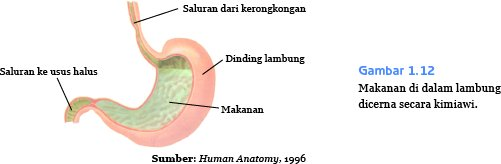 Saluran dari kerongkongan
Dinding lambung
Saluran ke usus halus
Makanan
Sumber: Human Anatomy, 1996
Gambar 1.12
Makanan di dalam lambung
dicerna secara kimiawi.